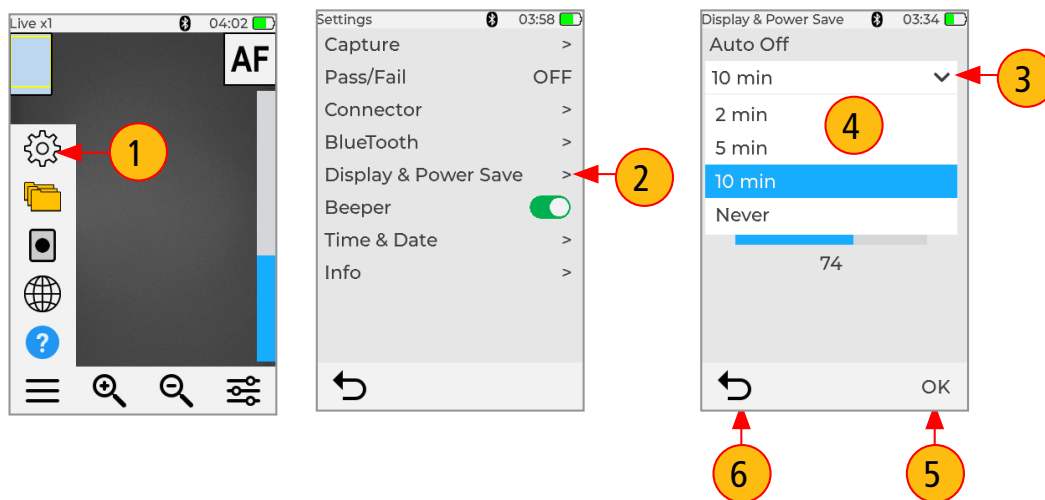 Live x1 04:02
AF
1
?
Settings 03:58
Capture >
Pass/Fail OFF
Connector >
BlueTooth >
Display & Power Save >
2
Beeper
Time & Date >
Info >
Display & Power Save 03:34
Auto Off
10 min
3
2 min
4
5 min
10 min
Never
74
OK
6
5